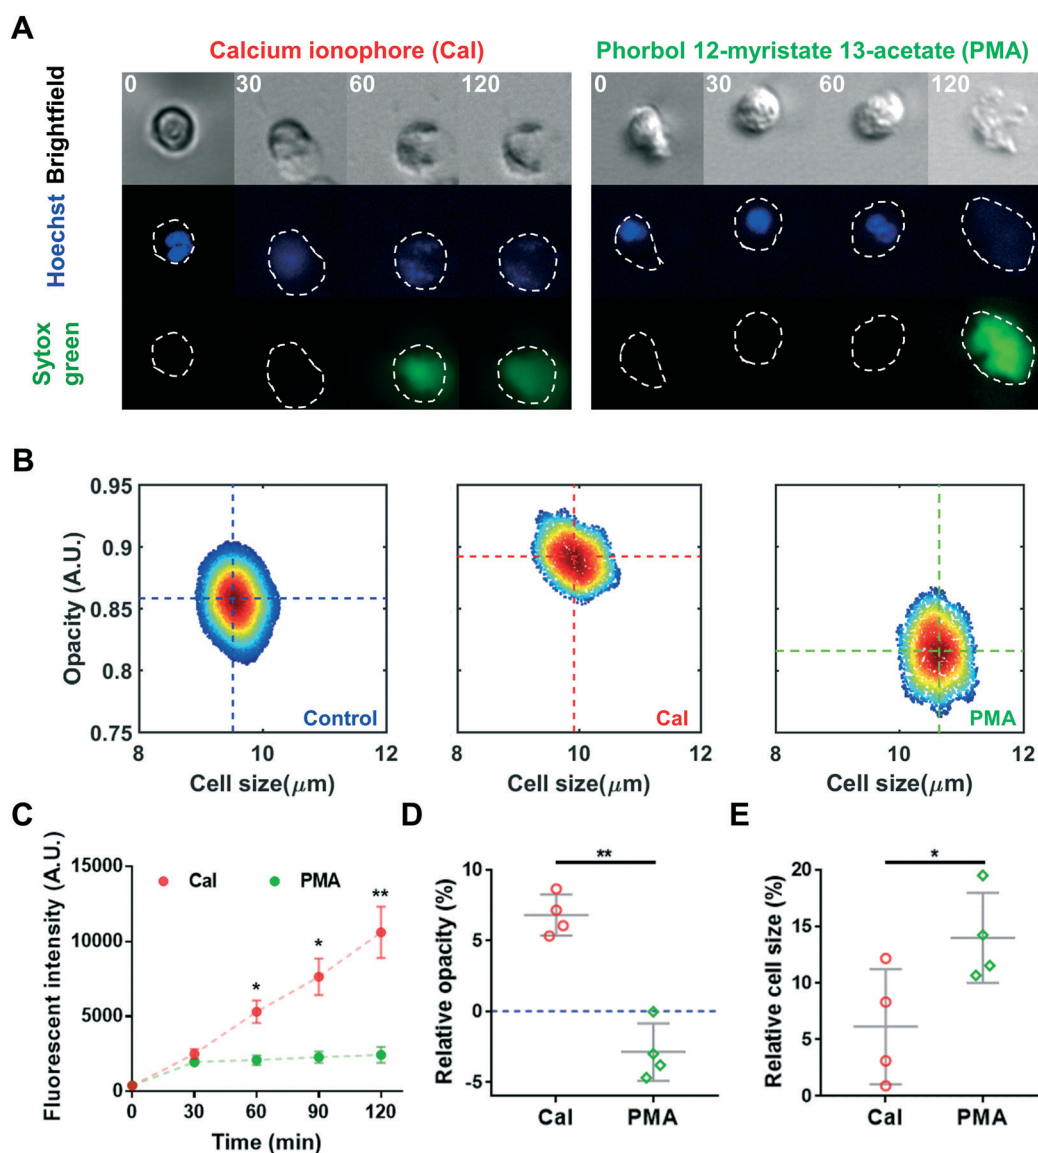 A
Calcium ionophore (Cal)
Phorbol 12-myristate 13-acetate (PMA)
Brightfield
0 30 60 120
0 30 60 120
Hoechst
Sytox
green
B
Opacity (A.U.)
0.95
0.9
0.85
0.8
0.75
Control
8 10 12
Cell size(μm)
Cal
8 10 12
Cell size(μm)
PMA
8 10 12
Cell size(μm)
C
Fluorescent intensity (A.U.)
15000
10000
5000
0
Cal PMA
* * **
0 30 60 90 120
Time (min)
D
Relative opacity (%)
10
5
0
-5
**
Cal PMA
E
Relative cell size (%)
20
15
10
5
0
*
Cal PMA